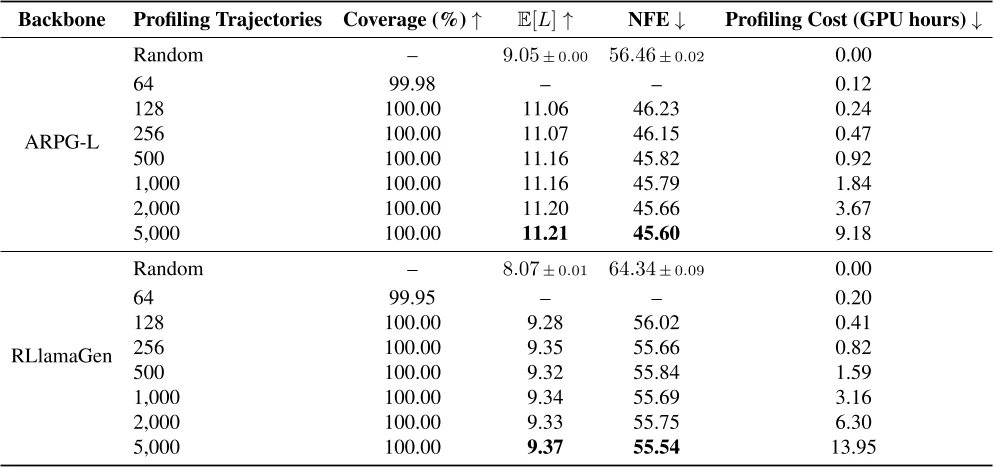 Backbone Profiling Trajectories Coverage (%) ↑ 𝔼[L] ↑ NFE ↓ Profiling Cost (GPU hours) ↓
Random – 9.05 ± 0.00 56.46 ± 0.02 0.00
64 99.98 – – 0.12
128 100.00 11.06 46.23 0.24
256 100.00 11.07 46.15 0.47
ARPG-L
500 100.00 11.16 45.82 0.92
1,000 100.00 11.16 45.79 1.84
2,000 100.00 11.20 45.66 3.67
5,000 100.00 11.21 45.60 9.18
Random – 8.07 ± 0.01 64.34 ± 0.09 0.00
64 99.95 – – 0.20
128 100.00 9.28 56.02 0.41
256 100.00 9.35 55.66 0.82
RLlamaGen
500 100.00 9.32 55.84 1.59
1,000 100.00 9.34 55.69 3.16
2,000 100.00 9.33 55.75 6.30
5,000 100.00 9.37 55.54 13.95